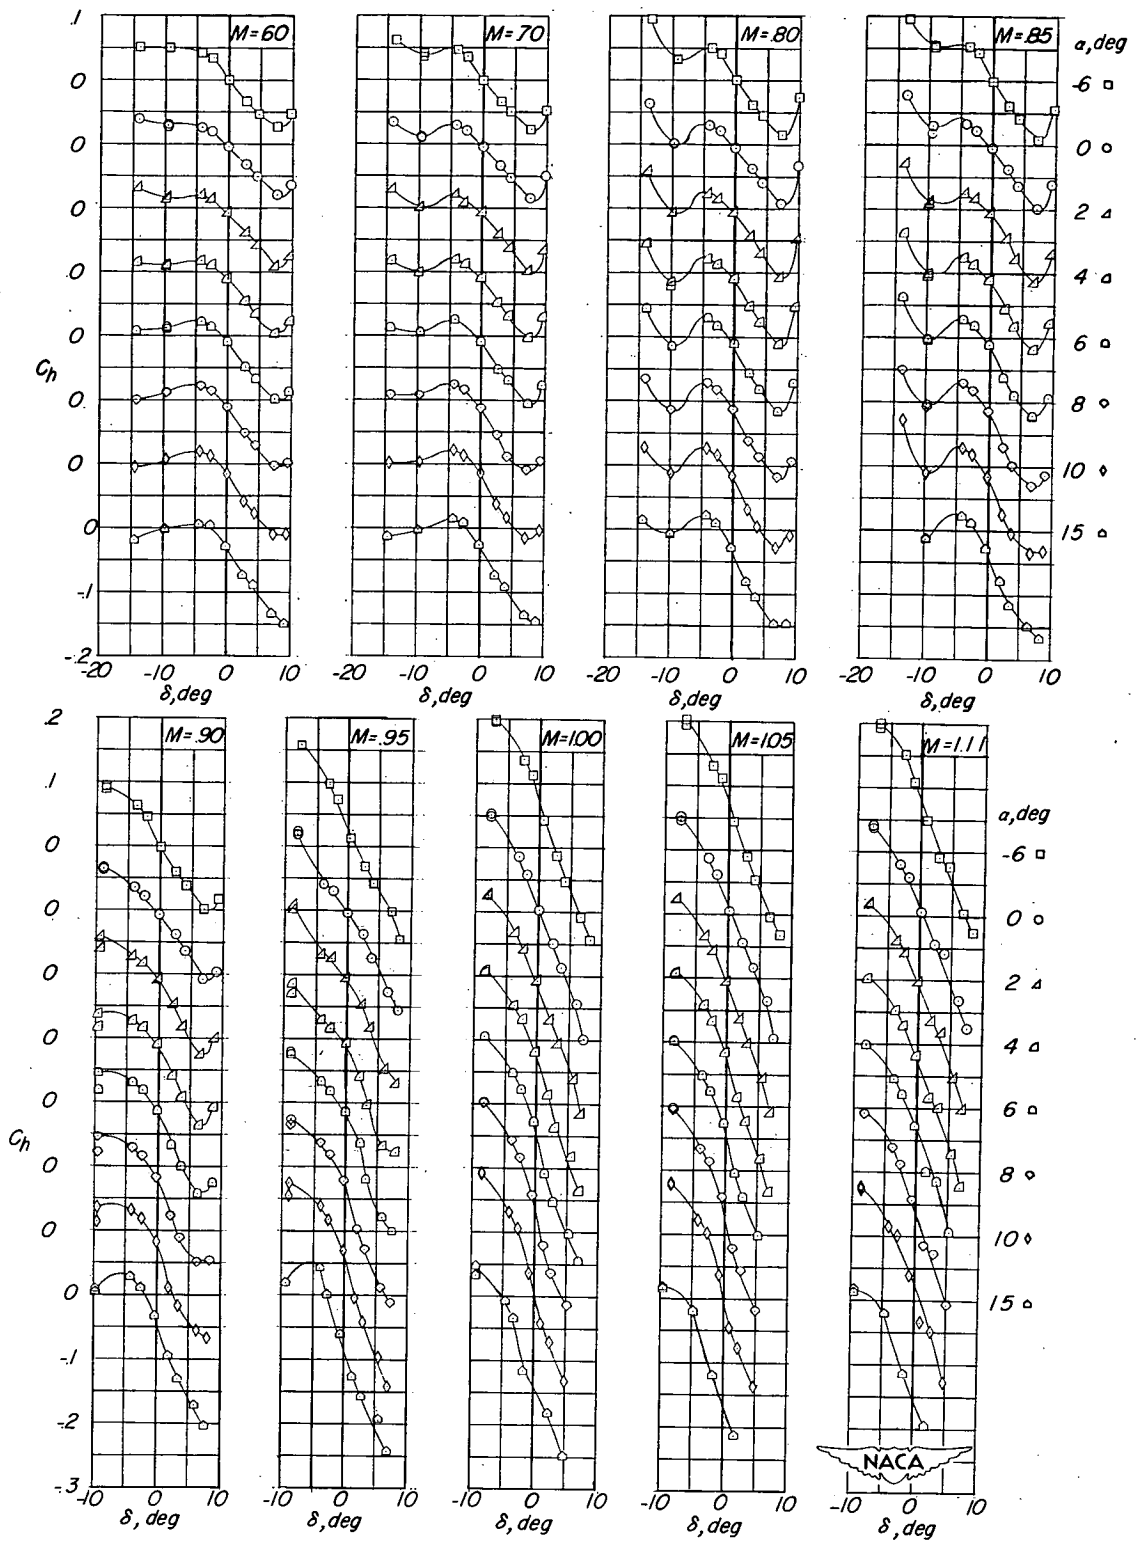 .1
M=.60
M=.70
M=.80
M=.85
α, deg
0
-6
0
0
0
2
.0
4
0
6
Ch
0
8
0
10
0
15
-.1
-.2
-20 -10 0 10
-20 -10 0 10
-20 -10 0 10
-20 -10 0 10
δ, deg
δ, deg
δ, deg
δ, deg
.2
M=.90
M=.95
M=1.00
M=1.05
M=1.11
.1
α, deg
0
-6
0
0
0
2
0
4
0
6
Ch
0
8
0
10
0
15
-.1
-.2
NACA
-.3
-10 0 10
-10 0 10
-10 0 10
-10 0 10
-10 0 10
δ, deg
δ, deg
δ, deg
δ, deg
δ, deg